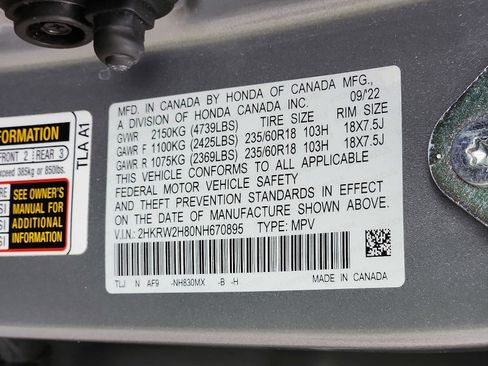 MFD. IN CANADA BY HONDA OF CANADA MFG.,
A DIVISION OF HONDA CANADA INC. 09/22
TIRE SIZE RIM SIZE
GVWR 2150KG (4739LBS)
GAWR F 1100KG (2425LBS) 235/60R18 103H 18X7.5J
GAWR R 1075KG (2369LBS) 235/60R18 103H 18X7.5J
THIS VEHICLE CONFORMS TO ALL APPLICABLE
FEDERAL MOTOR VEHICLE SAFETY
AND THEFT PREVENTION STANDARDS IN EFFECT
ON THE DATE OF MANUFACTURE SHOWN ABOVE.
V.I.N.: 2HKRW2H80NH670895 TYPE: MPV
TLJ N AF9 -NH830MX -B -H
MADE IN CANADA
TLA A1
FORMATION
FRONT 2 REAR 3
exceed 385kg or 850lbs.
SEE OWNER'S
MANUAL FOR
ADDITIONAL
INFORMATION